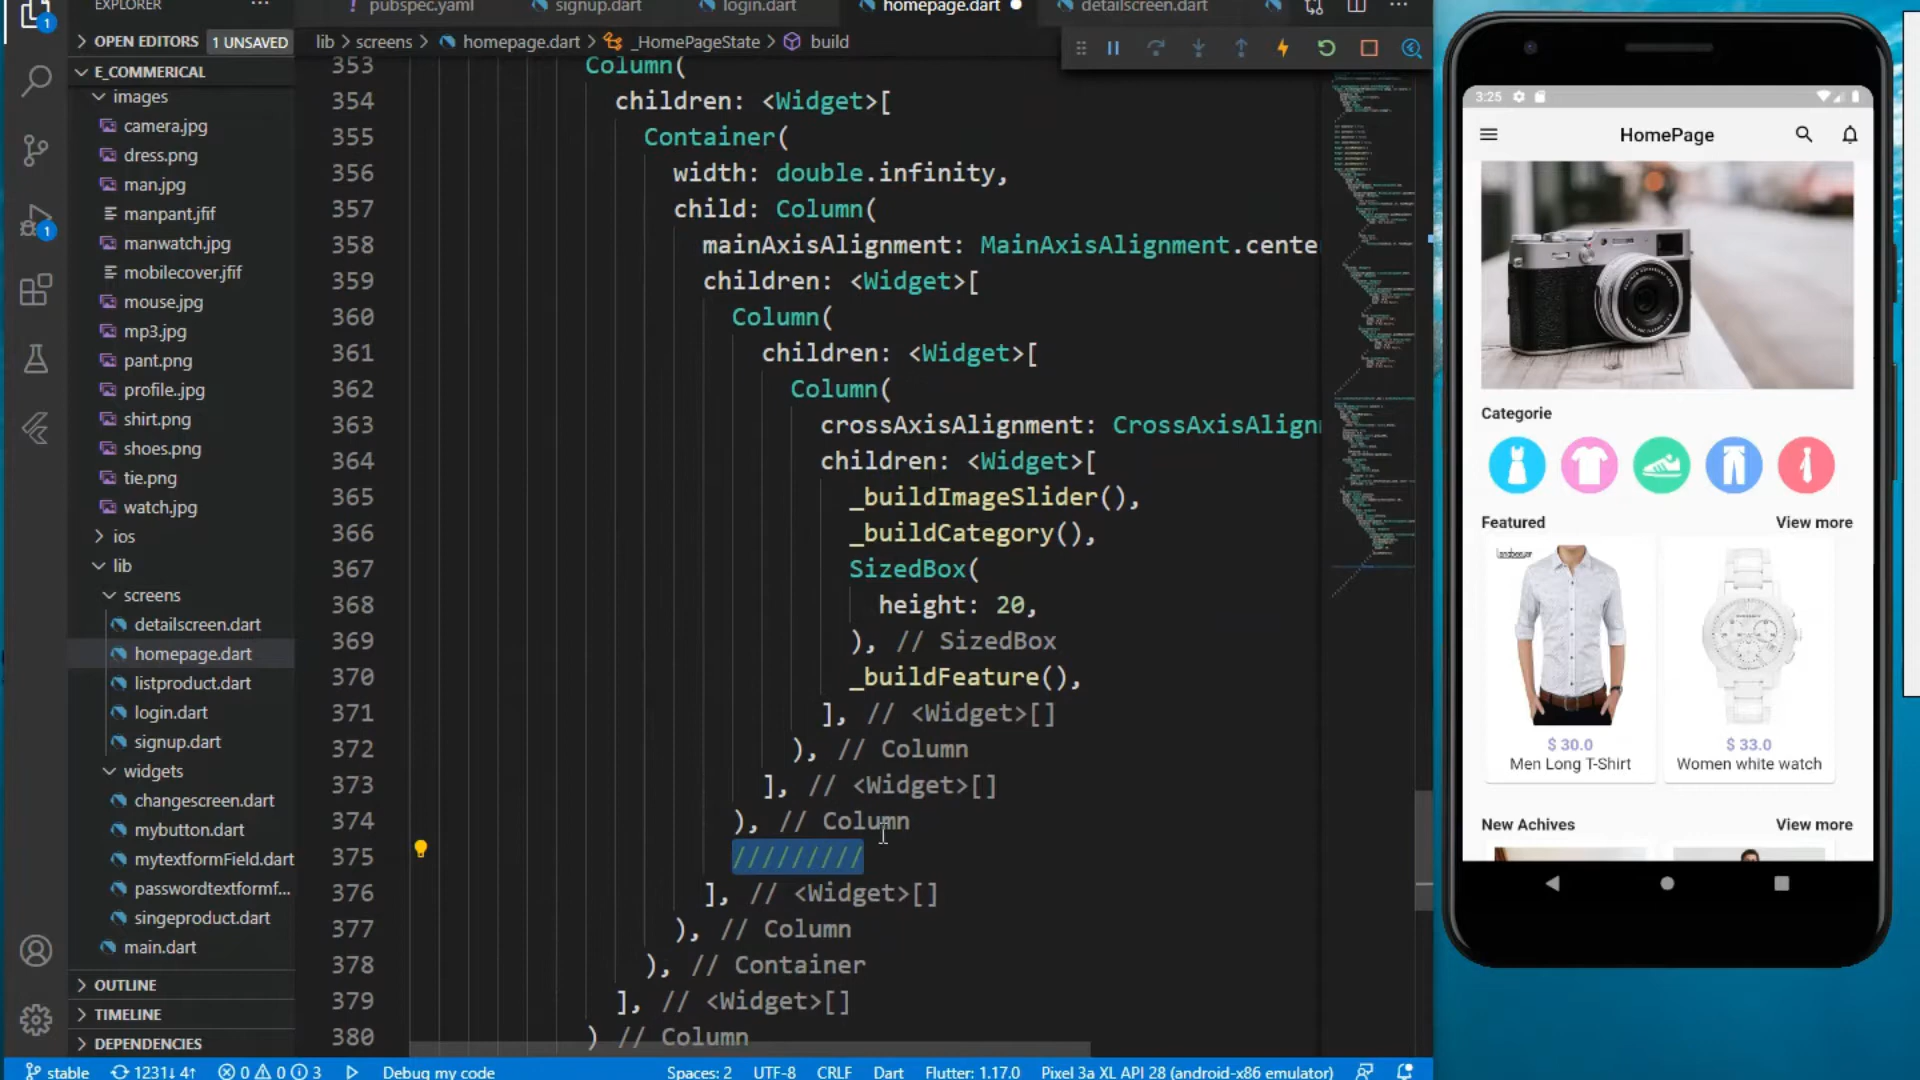 EXPLORER
pubspec.yaml
signup.dart
login.dart
homepage.dart
detailscreen.dart
OPEN EDITORS 1 UNSAVED
lib > screens > homepage.dart > _HomePageState > build
E_COMMERICAL
images
camera.jpg
dress.png
man.jpg
manpant.jfif
manwatch.jpg
mobilecover.jfif
mouse.jpg
mp3.jpg
pant.png
profile..jpg
shirt.png
shoes.png
tie.png
watch.jpg
ios
lib
screens
detailscreen.dart
homepage.dart
listproduct.dart
login.dart
signup.dart
widgets
changescreen.dart
mybutton.dart
mytextformField.dart
passwordtextformf...
singeproduct.dart
main.dart
OUTLINE
TIMELINE
DEPENDENCIES
353 Column(
354 children: <Widget>[
355 Container(
356 width: double.infinity,
357 child: Column(
358 mainAxisAlignment: MainAxisAlignment.cente
359 children: <Widget>[
360 Column(
361 children: <Widget>[
362 Column(
363 crossAxisAlignment: CrossAxisAlign
364 children: <Widget>[
365 _buildImageSlider(),
366 _buildCategory(),
367 SizedBox(
368 height: 20,
369 ), // SizedBox
370 _buildFeature(),
371 ], // <Widget>[]
372 ), // Column
373 ], // <Widget>[]
374 ), // Column
375 /////////
376 ], // <Widget>[]
377 ), // Column
378 ), // Container
379 ], // <Widget>[]
380 ) // Column
3:25
HomePage
Categorie
Featured View more
$ 30.0
Men Long T-Shirt
$ 33.0
Women white watch
New Achives View more
stable 1231↓ 4↑ 0 0 3 Debug my code Spaces: 2 UTF-8 CRLF Dart Flutter: 1.17.0 Pixel 3a XL API 28 (android-x86 emulator)
1
1